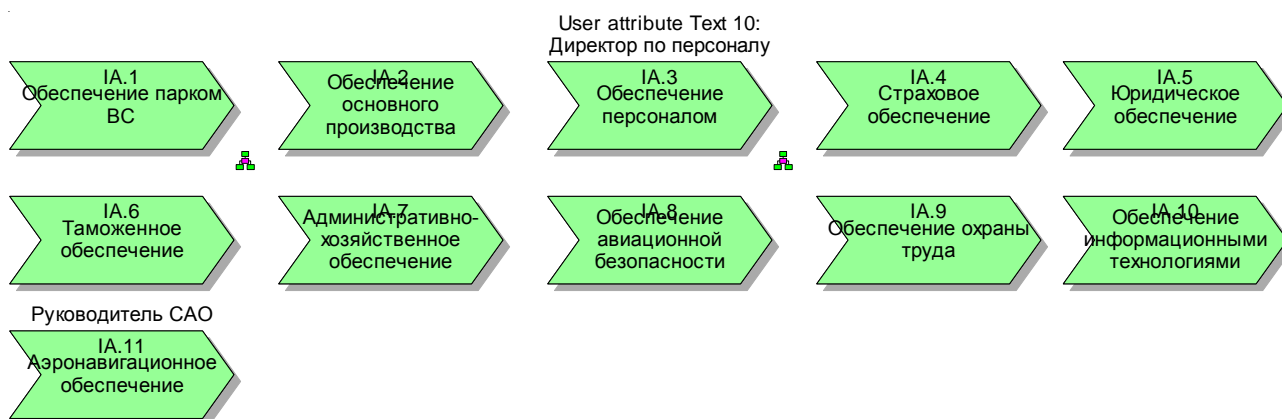 User attribute Text 10:
Директор по персоналу
IA.1
Обеспечение парком
ВС
IA.2
Обеспечение
основного
производства
IA.3
Обеспечение
персоналом
IA.4
Страховое
обеспечение
IA.5
Юридическое
обеспечение
IA.6
Таможенное
обеспечение
IA.7
Административно-
хозяйственное
обеспечение
IA.8
Обеспечение
авиационной
безопасности
IA.9
Обеспечение охраны
труда
IA.10
Обеспечение
информационными
технологиями
Руководитель САО
IA.11
Аэронавигационное
обеспечение